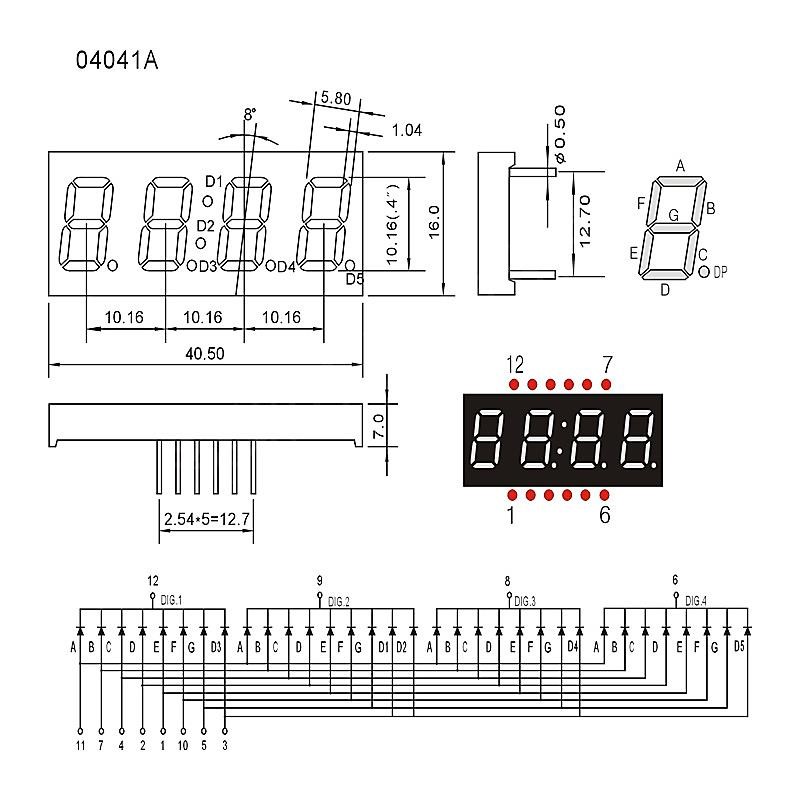 04041A
5.80
8°
1.04
ø0.50
D1
D2
D3
D4
D5
10.16(.4″)
16.0
12.70
A
F
B
G
E
C
D
DP
10.16
10.16
10.16
40.50
7.0
2.54*5=12.7
12
7
1
6
12
9
8
6
DIG.1
DIG.2
DIG.3
DIG.4
A B C D E F G D3
A B C D E F G D1 D2
A B C D E F G D4
A B C D E F G D5
11 7 4 2 1 10 5 3